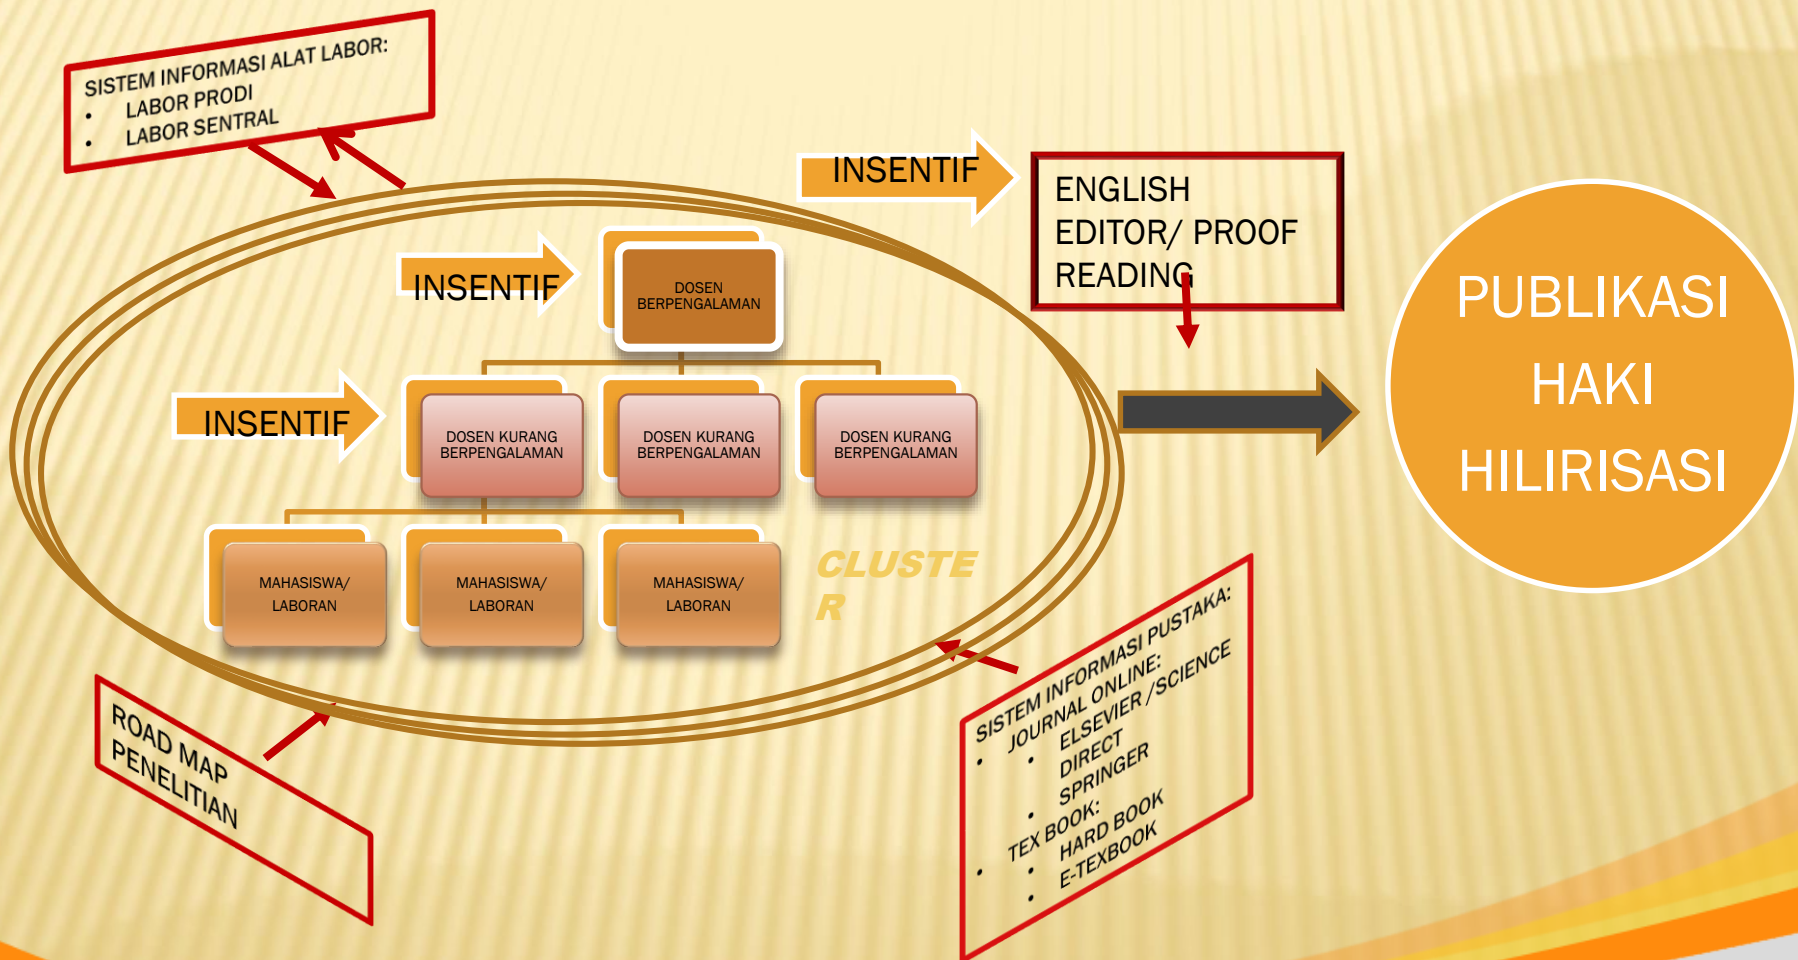 SISTEM INFORMASI ALAT LABOR:
• LABOR PRODI
• LABOR SENTRAL
INSENTIF
ENGLISH
EDITOR/ PROOF
READING
INSENTIF
DOSEN
BERPENGALAMAN
PUBLIKASI
HAKI
HILIRISASI
INSENTIF
DOSEN KURANG
BERPENGALAMAN
DOSEN KURANG
BERPENGALAMAN
DOSEN KURANG
BERPENGALAMAN
MAHASISWA/
LABORAN
MAHASISWA/
LABORAN
MAHASISWA/
LABORAN
CLUSTE
R
ROAD MAP
PENELITIAN
SISTEM INFORMASI PUSTAKA:
• JOURNAL ONLINE:
• ELSEVIER /SCIENCE
DIRECT
• SPRINGER
• TEX BOOK:
• HARD BOOK
• E-TEXBOOK